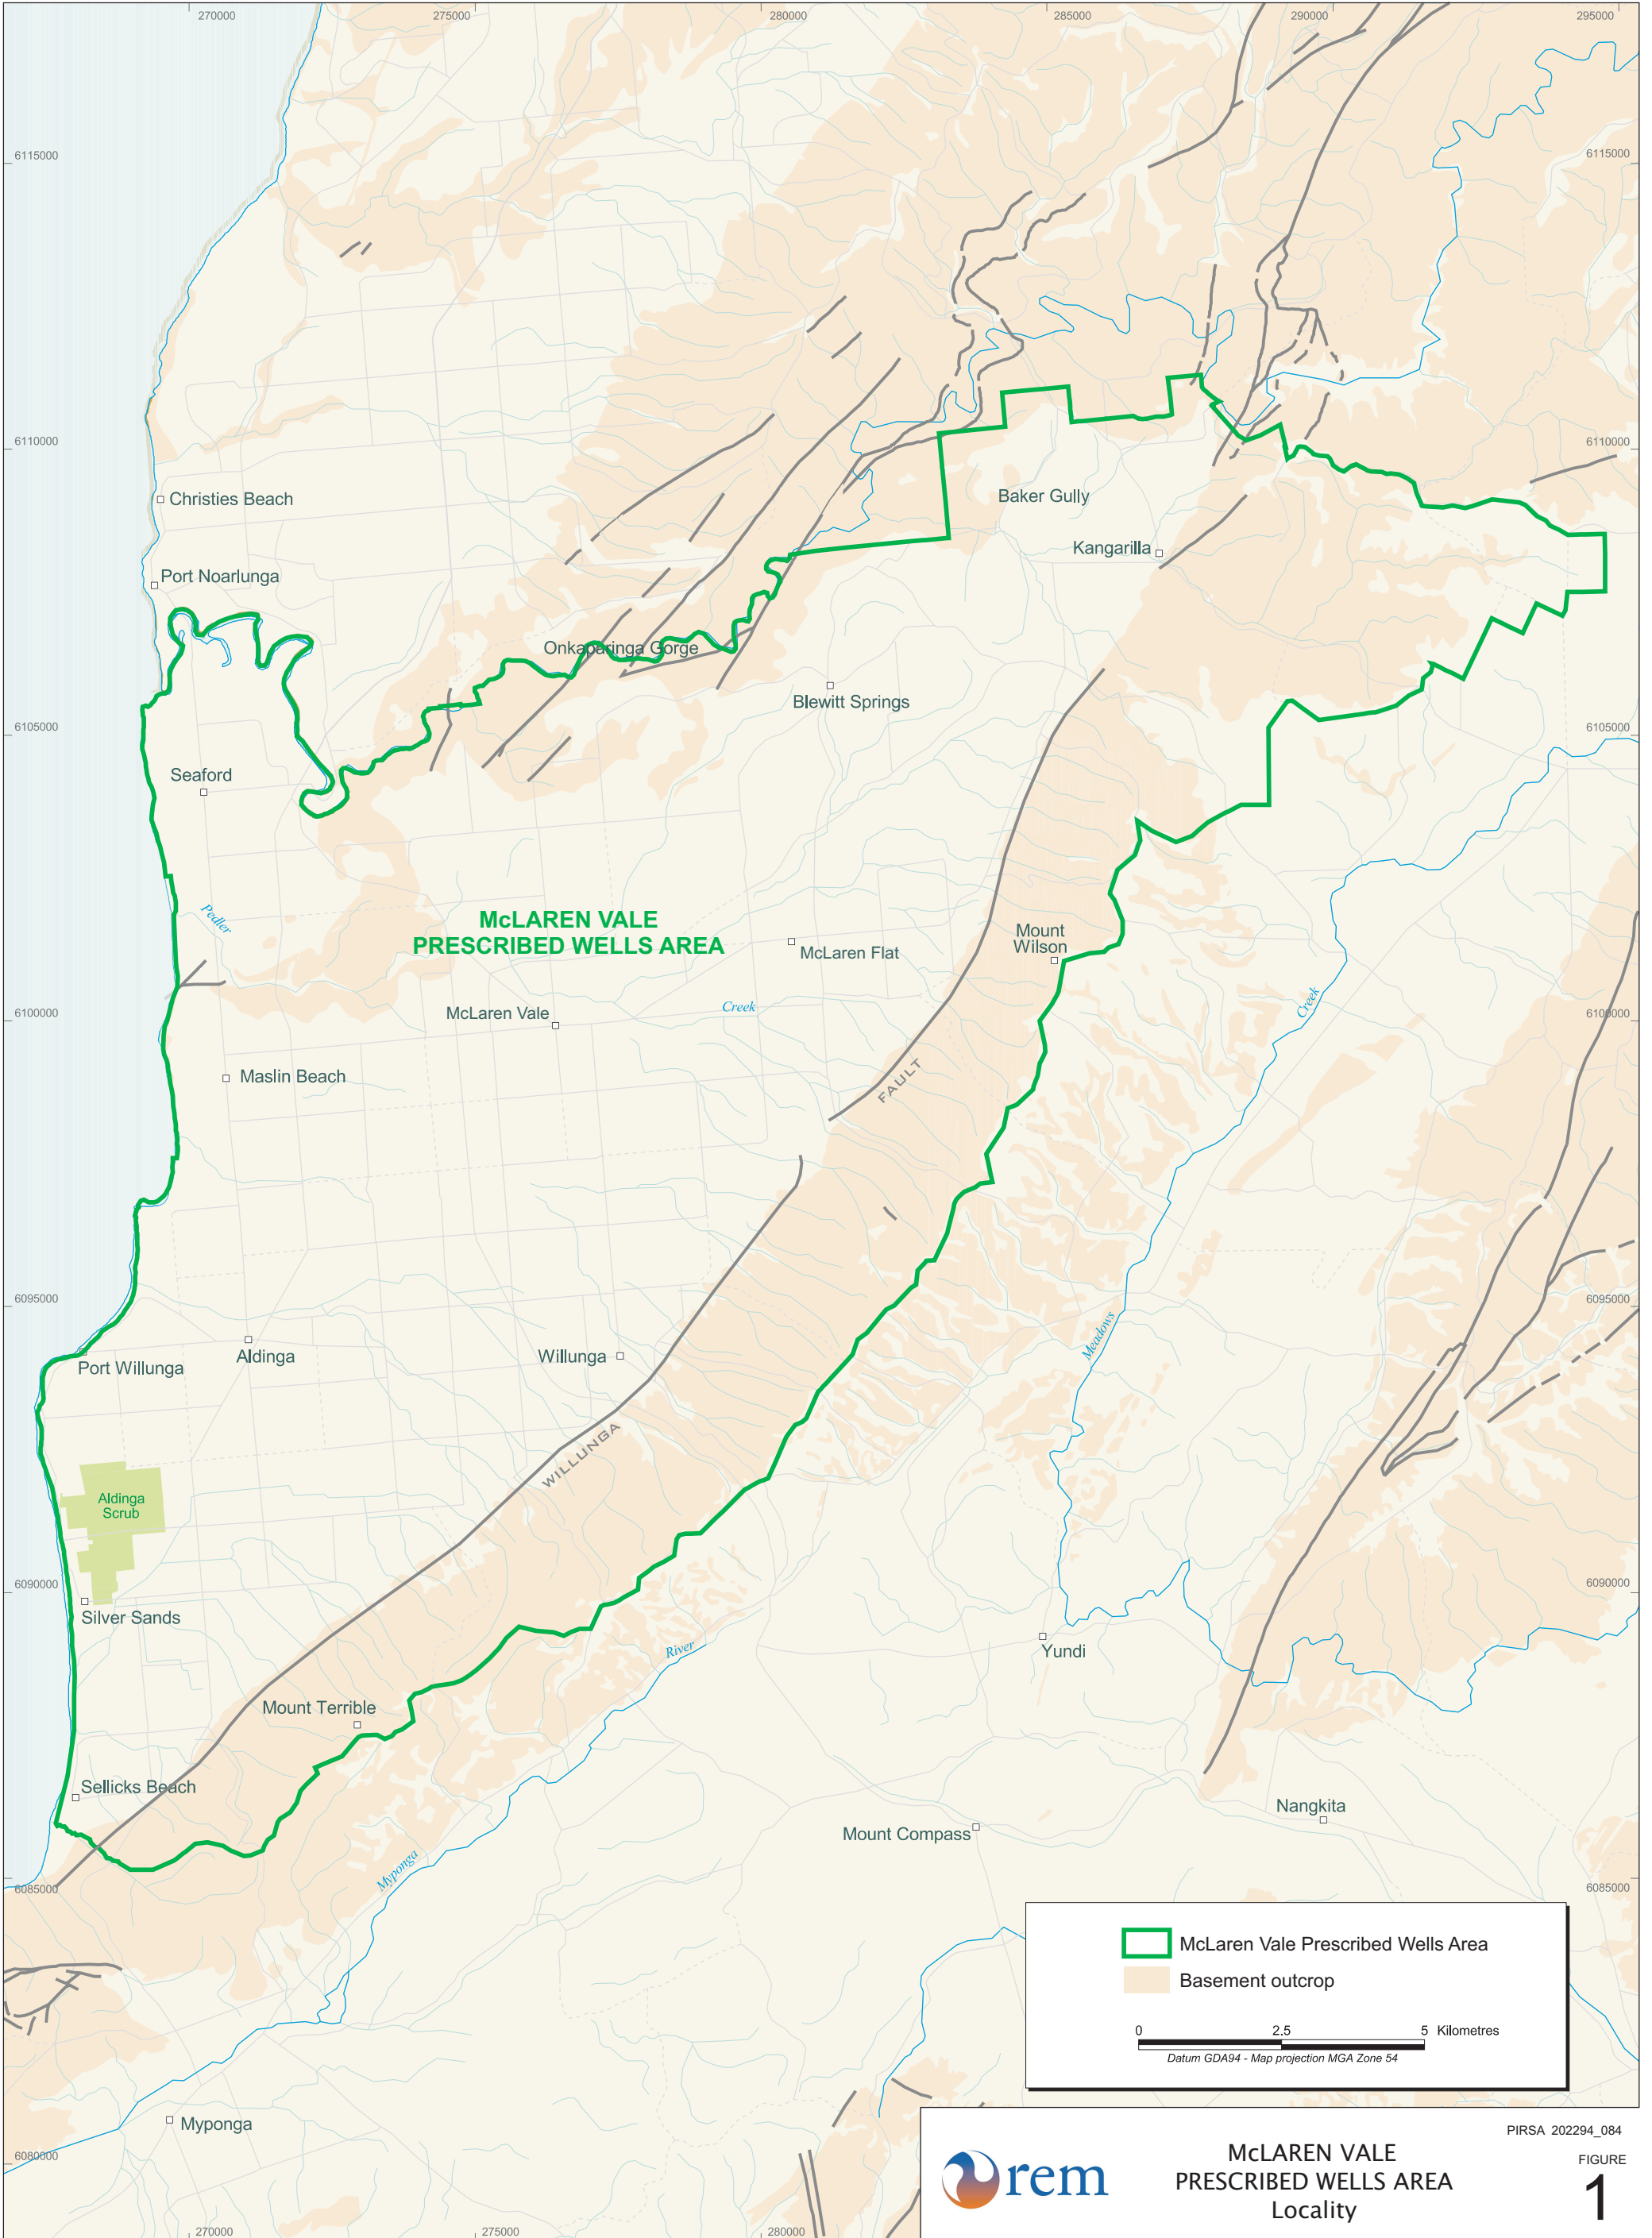 270000
275000
280000
285000
290000
295000
6115000
6115000
6110000
6110000
Christies Beach
Baker Gully
Kangarilla
Port Noarlunga
Onkaparinga Gorge
Blewitt Springs
6105000
6105000
Seaford
Pedler
McLAREN VALE
PRESCRIBED WELLS AREA
McLaren Flat
Mount
Wilson
McLaren Vale
Creek
Creek
6100000
6100000
Maslin Beach
FAULT
6095000
6095000
Meadows
Port Willunga
Aldinga
Willunga
WILLUNGA
Aldinga
Scrub
6090000
6090000
Silver Sands
River
Yundi
Mount Terrible
Sellicks Beach
Nangkita
Mount Compass
Myponga
6085000
6085000
McLaren Vale Prescribed Wells Area
Basement outcrop
0 2.5 5 Kilometres
Datum GDA94 - Map projection MGA Zone 54
Myponga
6080000
PIRSA 202294_084
rem
McLAREN VALE
PRESCRIBED WELLS AREA
Locality
FIGURE
1
270000
275000
280000